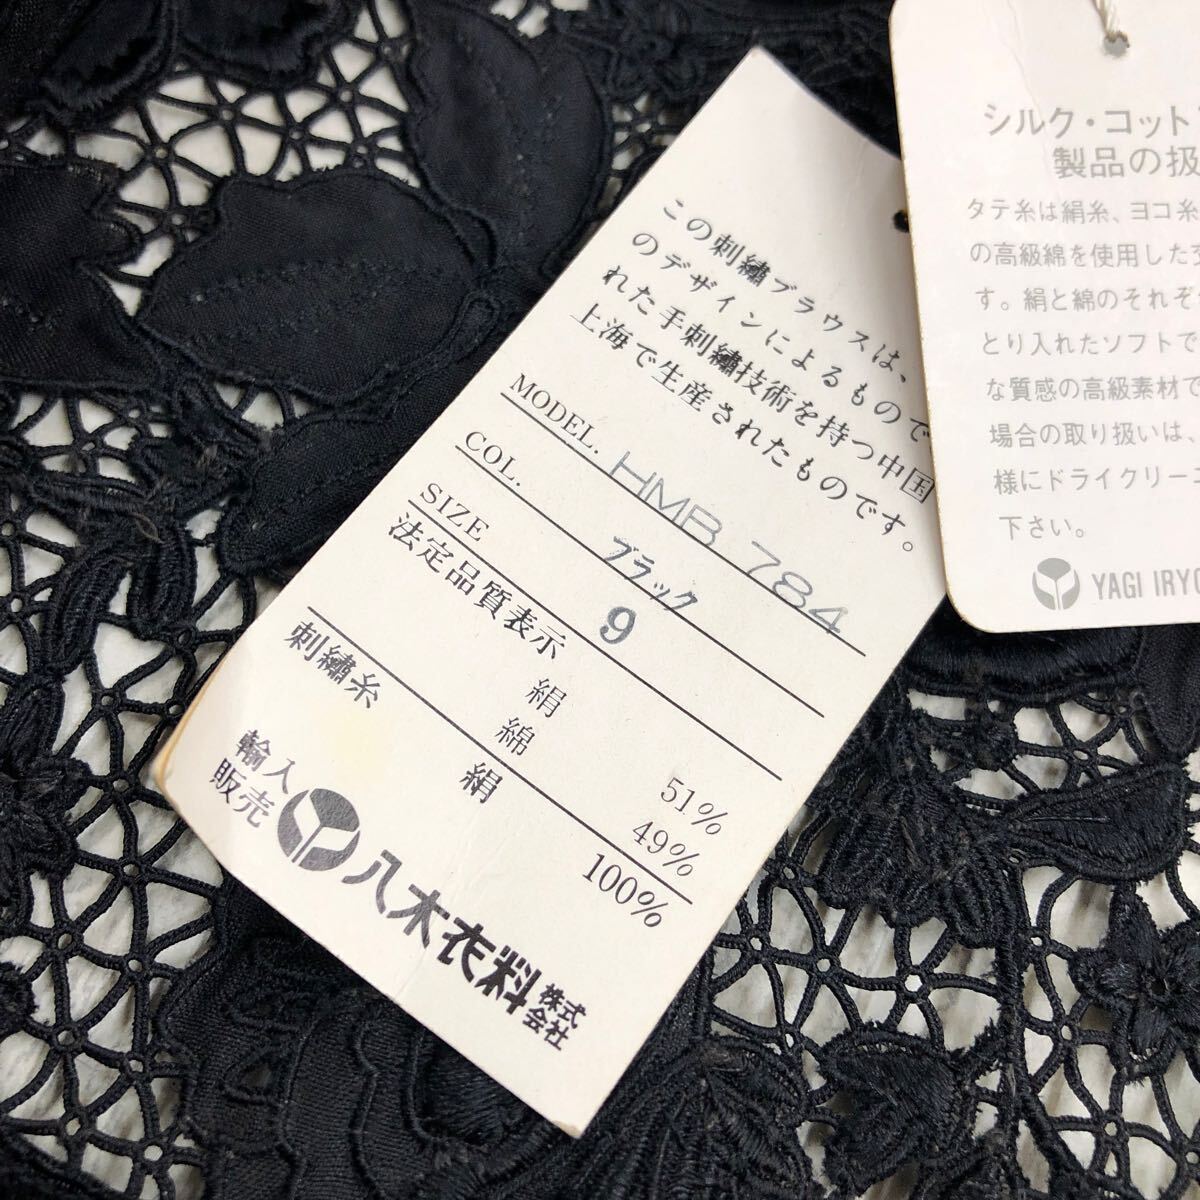 この刺繍ブラウスは、
のデザインによるもので
れた手刺繍技術を持つ中国
上海で生産されたものです。
MODEL. HMB 784
COL. ブラック
SIZE 9
法定品質表示 絹 51%
綿 49%
刺繍糸 絹 100%
輸入
販売
八木衣料 株式
会社
シルク・コット
製品の扱
タテ糸は絹糸、ヨコ糸
の高級綿を使用した交
す。絹と綿のそれぞ
とり入れたソフトで
な質感の高級素材で
場合の取り扱いは、
様にドライクリー
下さい。
YAGI IRYO